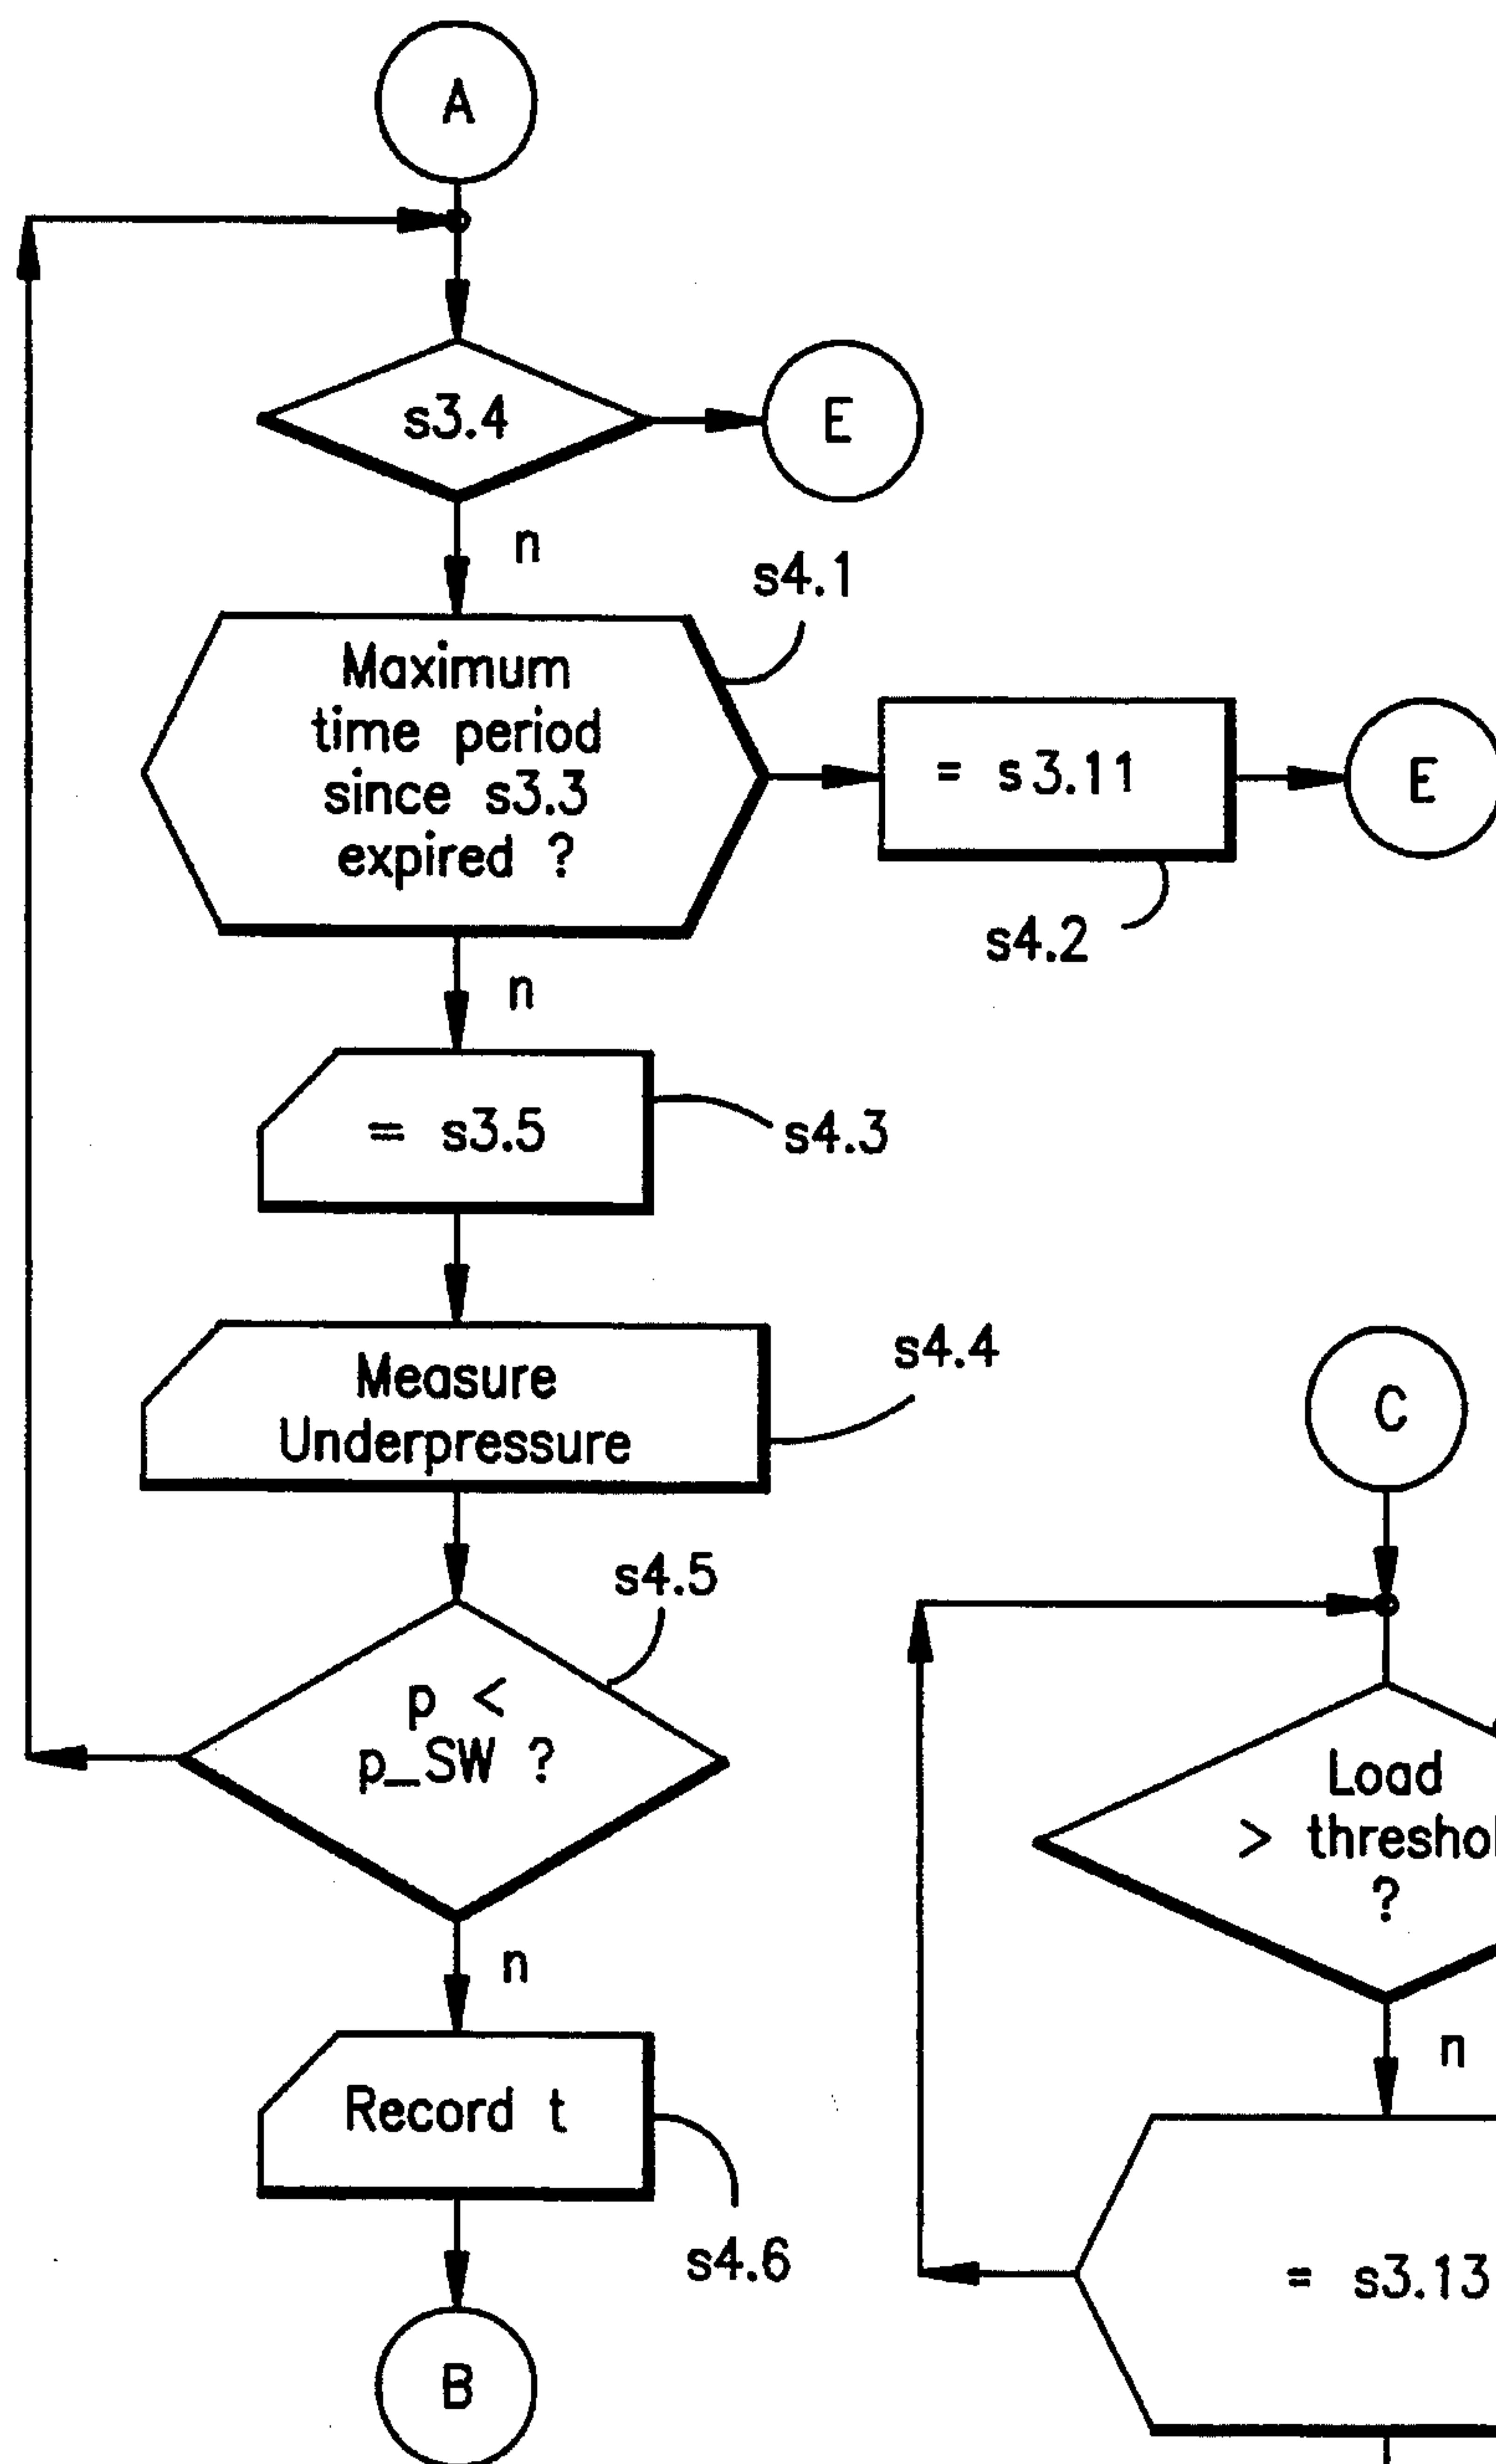 A
s3.4
E
n
s4.1
Maximum
time period
since s3.3
expired ?
= s3.11
E
s4.2
n
= s3.5
s4.3
Measure
Underpressure
s4.4
s4.5
p <
p_SW ?
n
Record t
s4.6
B
C
Load
>
?
n
= s3.13